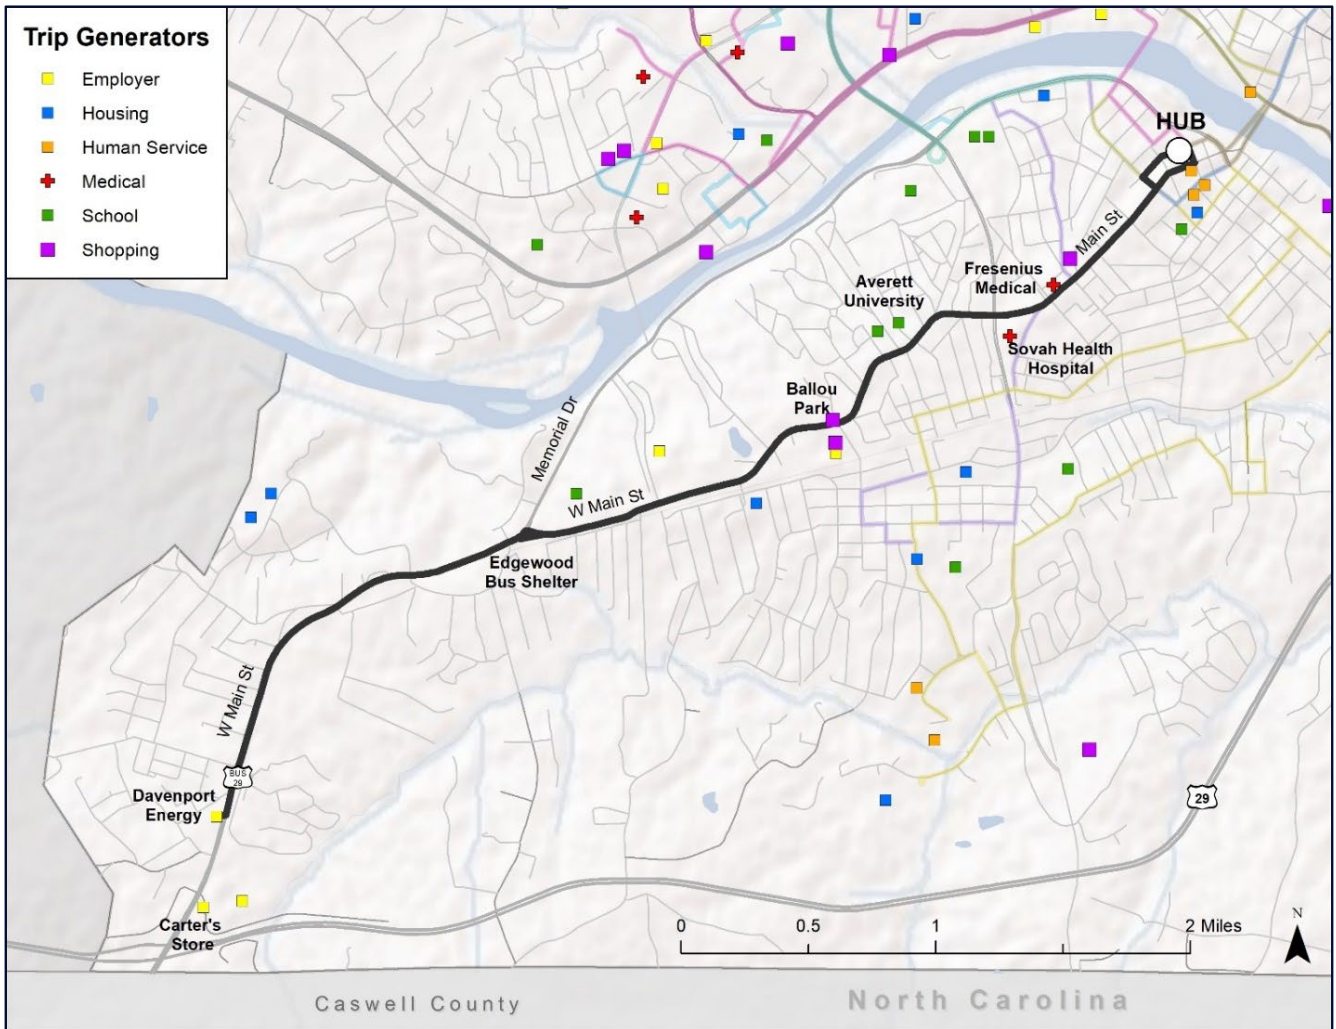 Trip Generators
Employer
Housing
Human Service
Medical
School
Shopping
HUB
Main St
Fresenius
Medical
Averett
University
Sovah Health
Hospital
Ballou
Park
Memorial Dr
W Main St
Edgewood
Bus Shelter
W Main St
BUS
29
Davenport
Energy
29
Carter's
Store
0 0.5 1 2 Miles
N
Caswell County
North Carolina